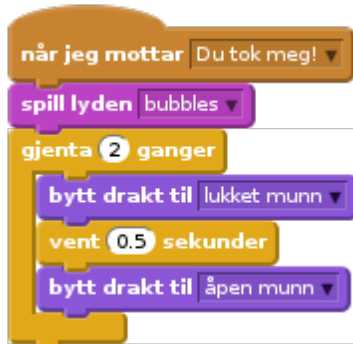 når jeg mottar Du tok meg!
spill lyden bubbles
gjenta 2 ganger
bytt drakt til lukket munn
vent 0.5 sekunder
bytt drakt til åpen munn